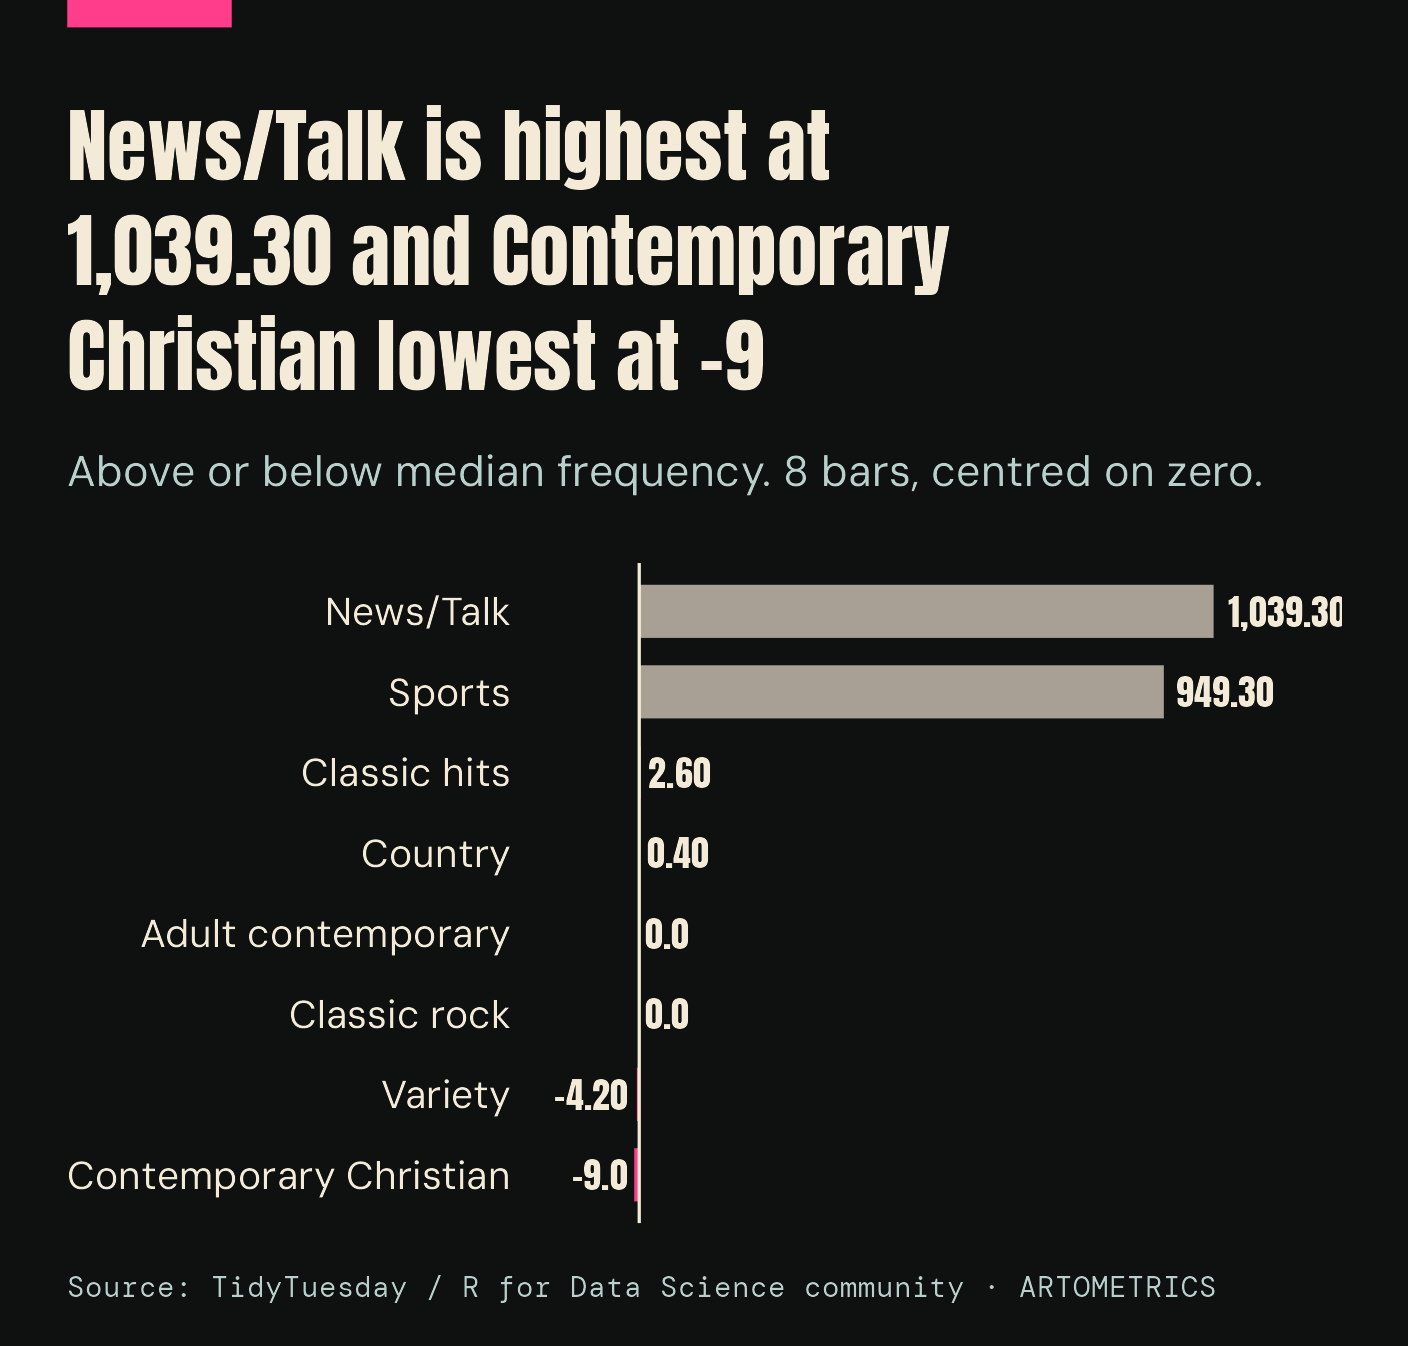 News/Talk is highest at
1,039.30 and Contemporary
Christian lowest at -9
Above or below median frequency. 8 bars, centred on zero.
News/Talk 1,039.30
Sports 949.30
Classic hits 2.60
Country 0.40
Adult contemporary 0.0
Classic rock 0.0
Variety -4.20
Contemporary Christian -9.0
Source: TidyTuesday / R for Data Science community · ARTOMETRICS